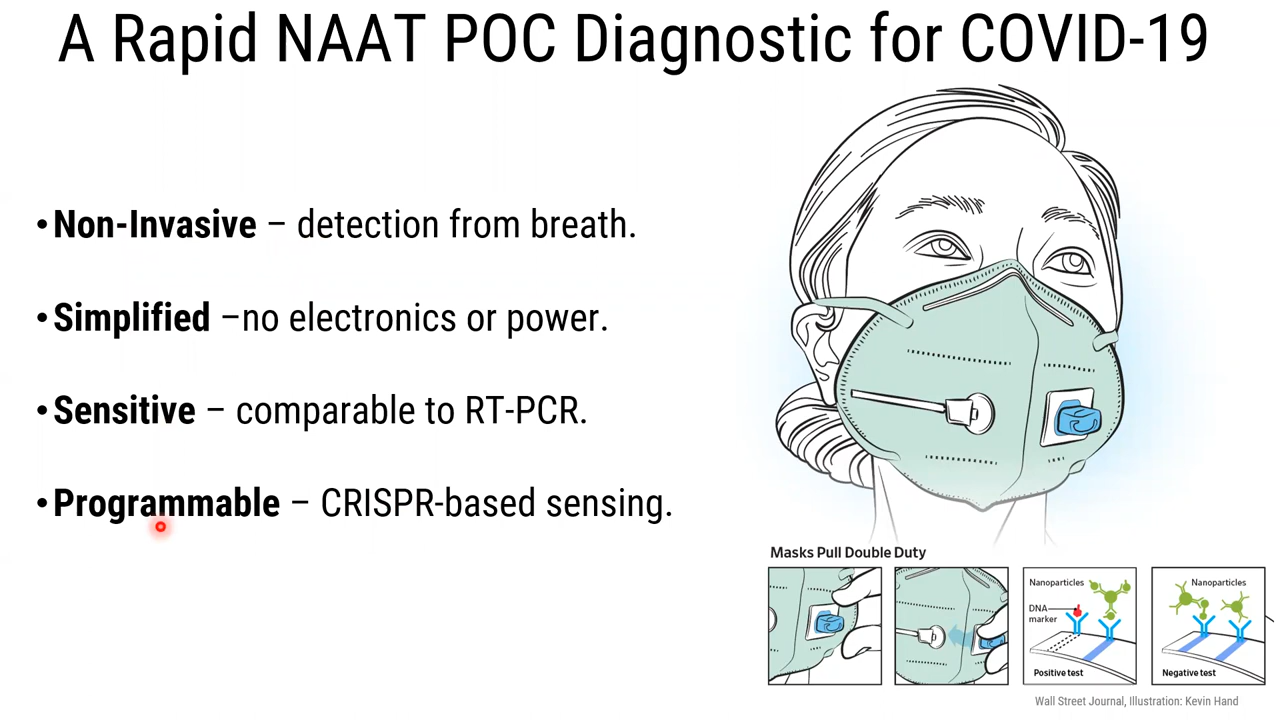 A Rapid NAAT POC Diagnostic for COVID-19
•Non-Invasive – detection from breath.
•Simplified –no electronics or power.
•Sensitive – comparable to RT-PCR.
•Programmable – CRISPR-based sensing.
Masks Pull Double Duty
Nanoparticles
DNA
marker
Positive test
Nanoparticles
Negative test
Wall Street Journal, Illustration: Kevin Hand